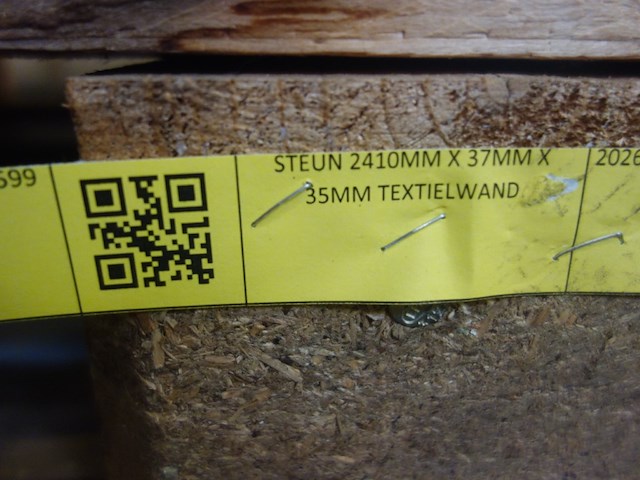 599
STEUN 2410MM X 37MM X
35MM TEXTIELWAND
2026